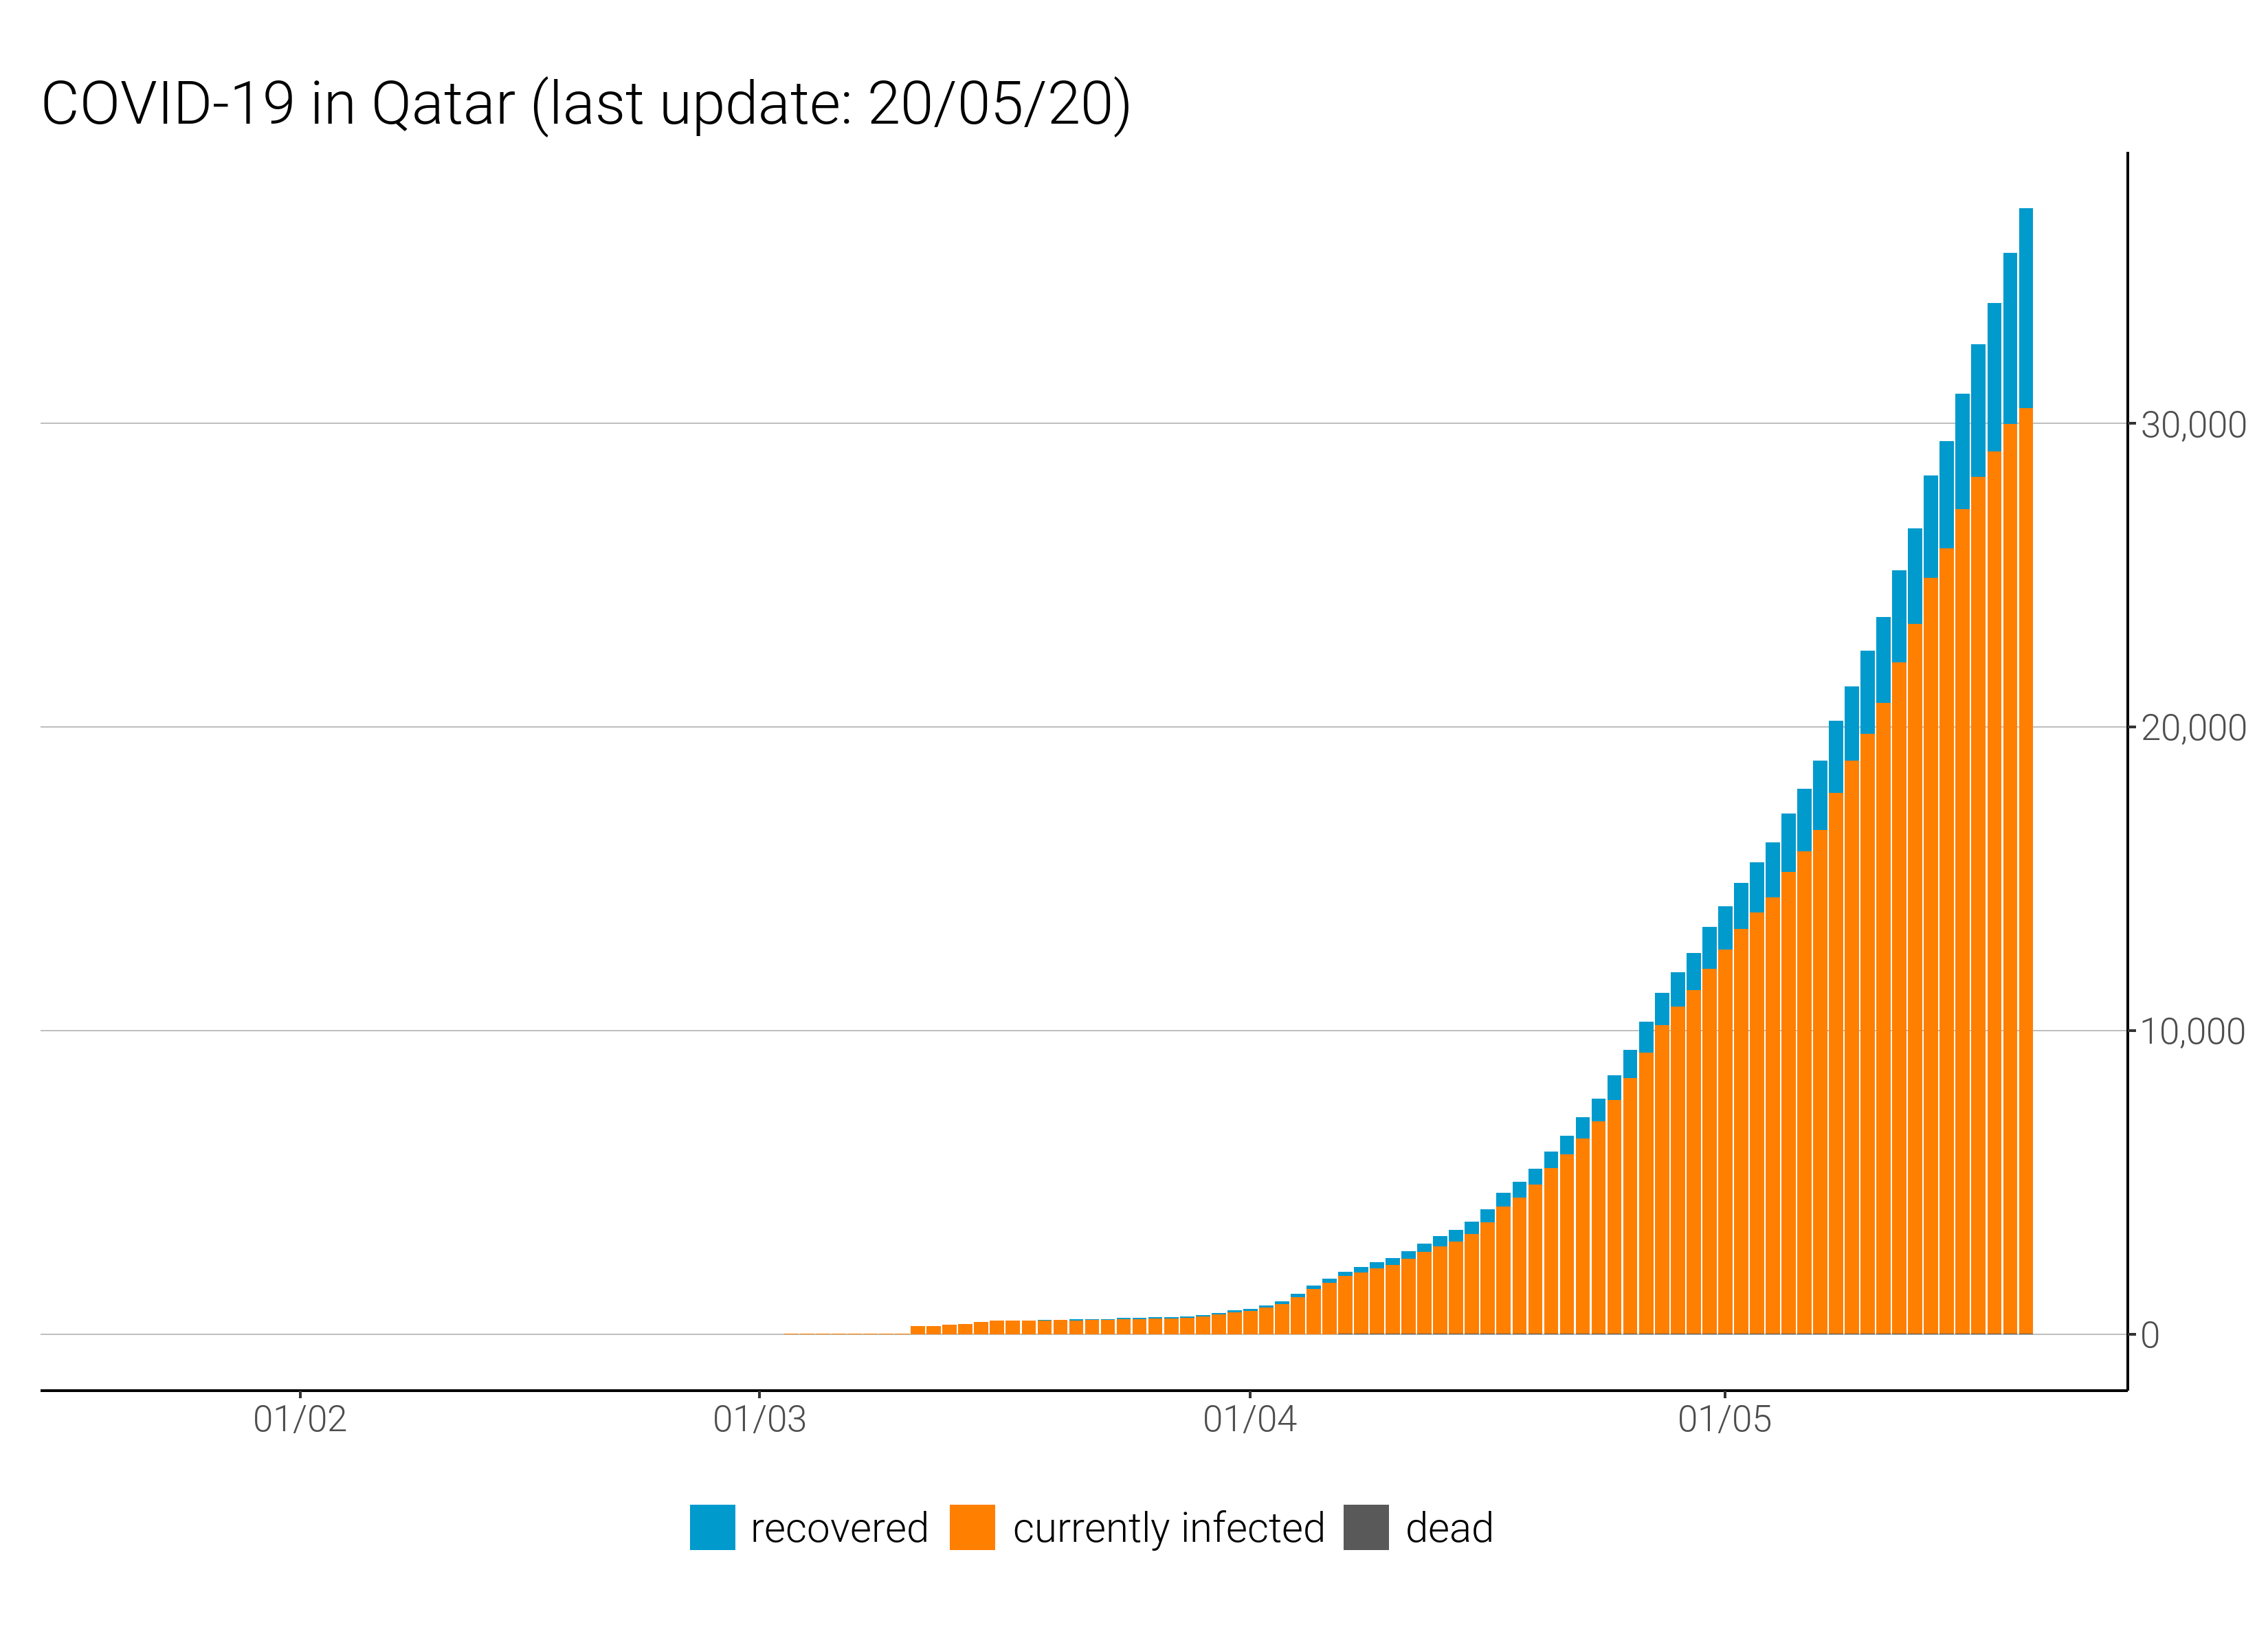 COVID-19 in Qatar (last update: 20/05/20)
30,000
20,000
10,000
0
01/02 01/03 01/04 01/05
recovered currently infected dead